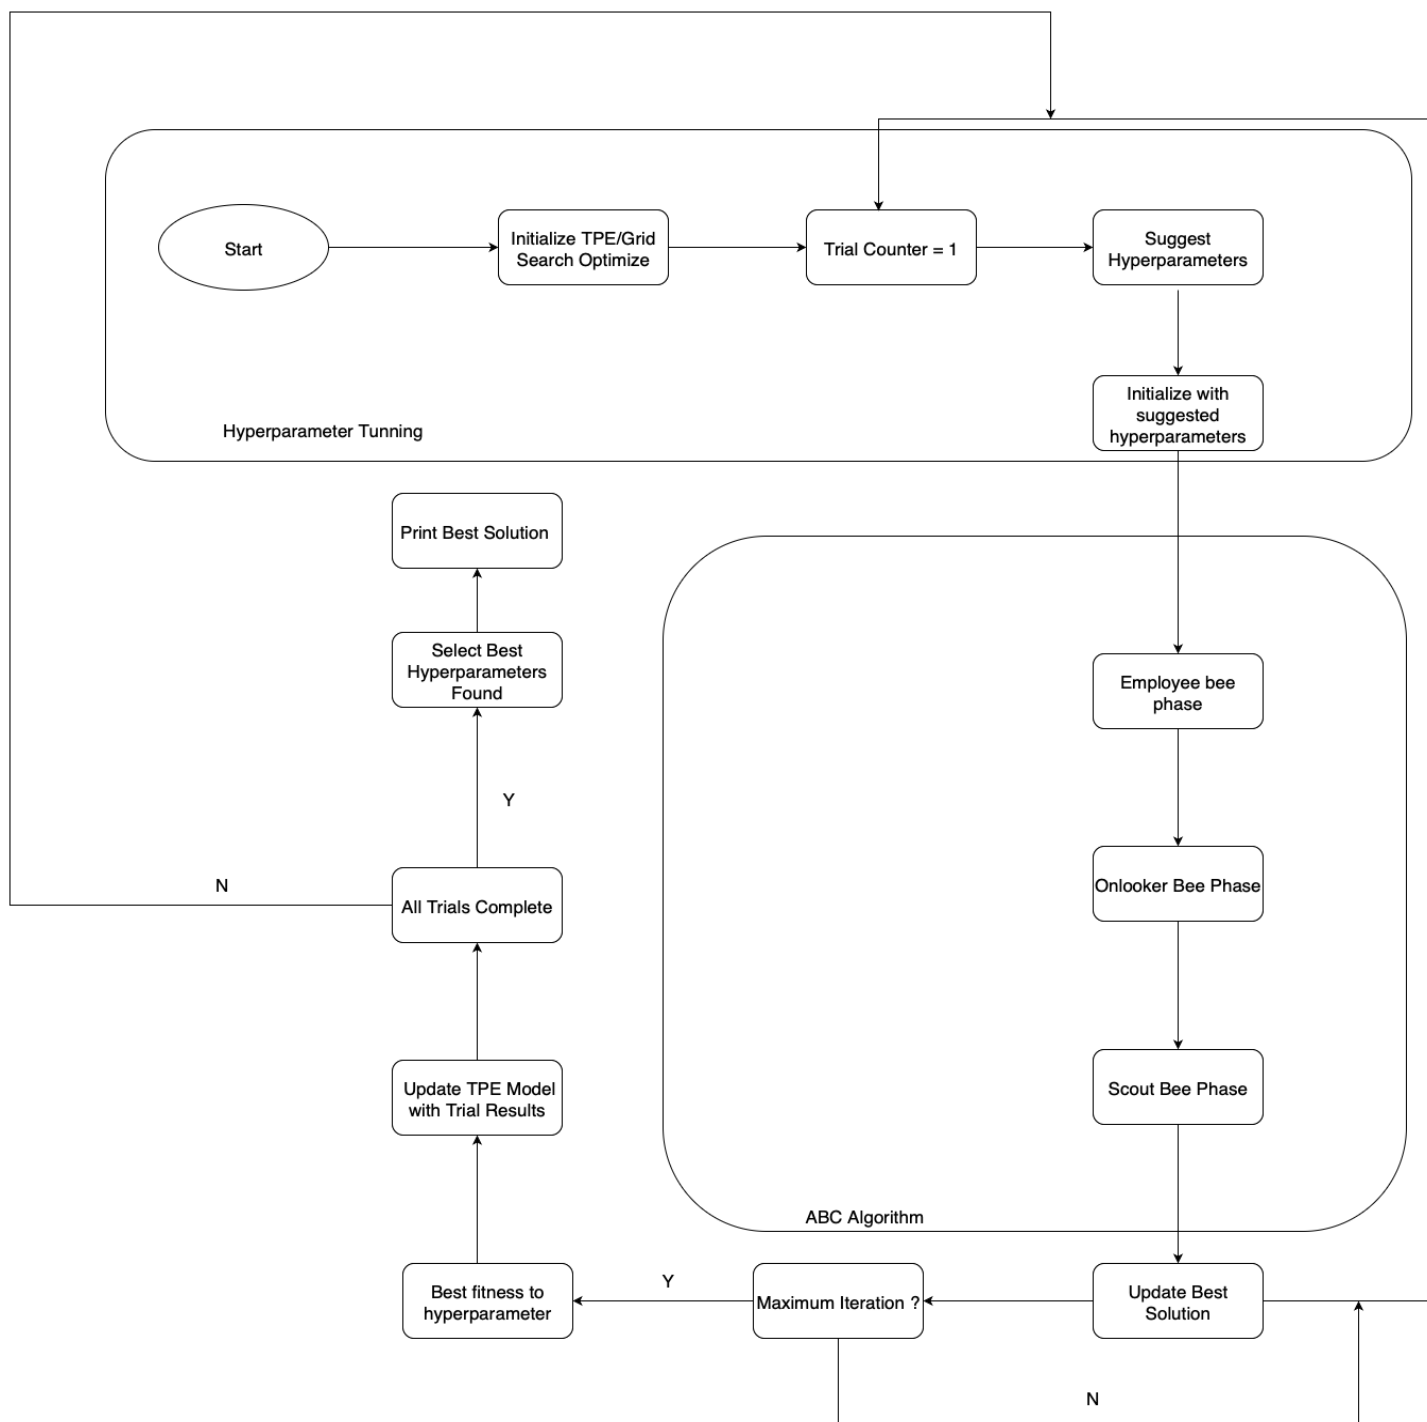 Start
Initialize TPE/Grid
Search Optimize
Trial Counter = 1
Suggest
Hyperparameters
Initialize with
suggested
hyperparameters
Hyperparameter Tunning
Print Best Solution
Select Best
Hyperparameters
Found
Employee bee
phase
Y
N
All Trials Complete
Onlooker Bee Phase
Update TPE Model
with Trial Results
Scout Bee Phase
ABC Algorithm
Best fitness to
hyperparameter
Y
Maximum Iteration ?
Update Best
Solution
N